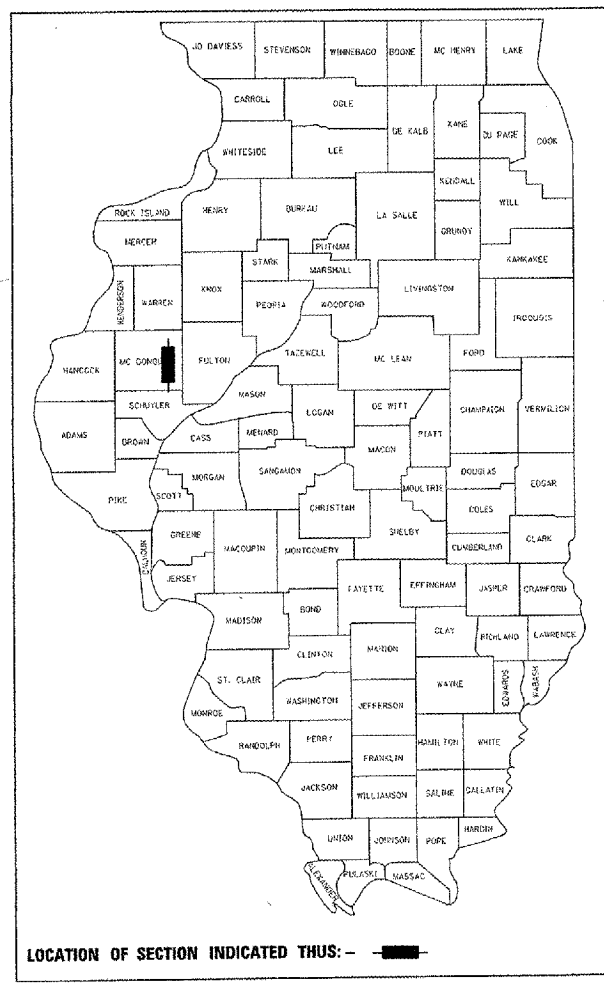 JO DAVIESS STEVENSON WINNEBAGO BOONE MC HENRY LAKE
CARROLL OGLE DE KALB KANE DU PAGE COOK
WHITESIDE LEE KENDALL WILL
ROCK ISLAND HENRY BUREAU LA SALLE GRUNDY
MERCER PUTNAM KANKAKEE
STARK MARSHALL
HENDERSON WARREN KNOX PEORIA WOODFORD LIVINGSTON IROQUOIS
HANCOCK MC DONOU FULTON TAZEWELL MC LEAN FORD
SCHUYLER MASON LOGAN DE WITT CHAMPAIGN VERMILION
ADAMS BROWN CASS MENARD MACON PIATT
PIKE SCOTT MORGAN SANGAMON MOULTRIE DOUGLAS EDGAR
CHRISTIAN COLES
CALHOUN GREENE MACOUPIN MONTGOMERY SHELBY CUMBERLAND CLARK
JERSEY FAYETTE EFFINGHAM JASPER CRAWFORD
MADISON BOND CLAY RICHLAND LAWRENCE
CLINTON MARION
ST. CLAIR WAYNE EDWARDS WABASH
MONROE WASHINGTON JEFFERSON
RANDOLPH PERRY HAMILTON WHITE
FRANKLIN
JACKSON WILLIAMSON SALINE GALLATIN
UNION JOHNSON POPE HARDIN
ALEXANDER PULASKI MASSAC
LOCATION OF SECTION INDICATED THUS: –